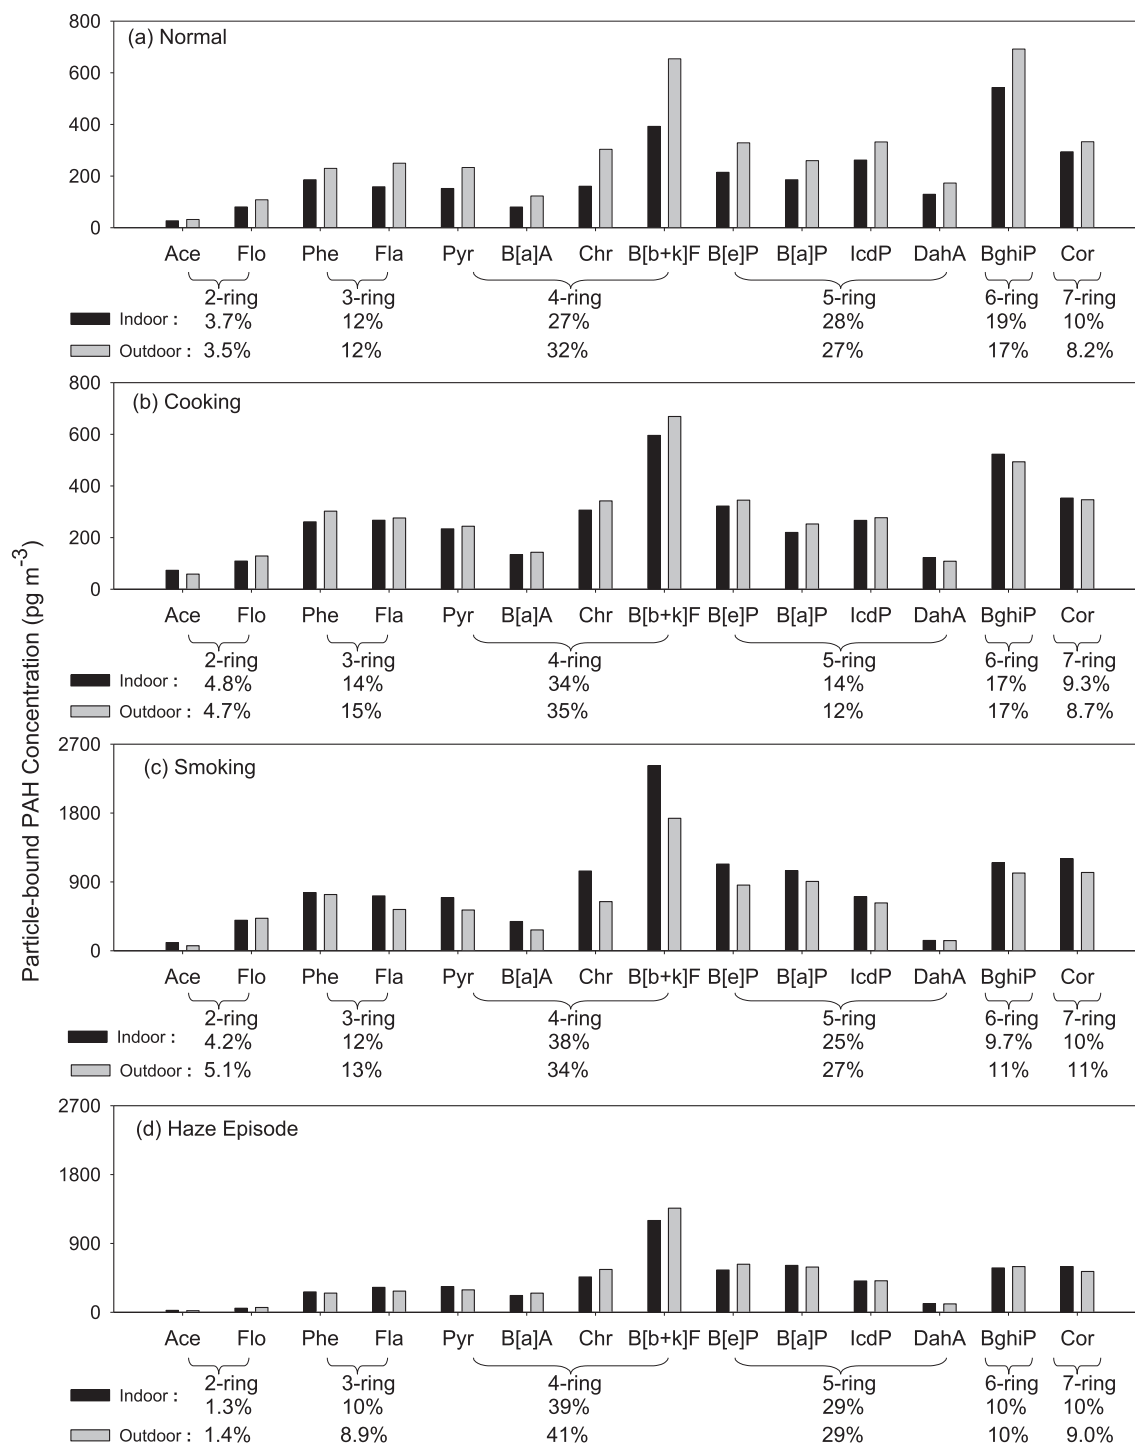 Particle-bound PAH Concentration (pg m-3)
800
(a) Normal
600
400
200
0
Ace Flo Phe Fla Pyr B[a]A Chr B[b+k]F B[e]P B[a]P IcdP DahA BghiP Cor
2-ring 3-ring 4-ring 5-ring 6-ring 7-ring
Indoor : 3.7% 12% 27% 28% 19% 10%
Outdoor : 3.5% 12% 32% 27% 17% 8.2%
800
(b) Cooking
600
400
200
0
Ace Flo Phe Fla Pyr B[a]A Chr B[b+k]F B[e]P B[a]P IcdP DahA BghiP Cor
2-ring 3-ring 4-ring 5-ring 6-ring 7-ring
Indoor : 4.8% 14% 34% 14% 17% 9.3%
Outdoor : 4.7% 15% 35% 12% 17% 8.7%
2700
(c) Smoking
1800
900
0
Ace Flo Phe Fla Pyr B[a]A Chr B[b+k]F B[e]P B[a]P IcdP DahA BghiP Cor
2-ring 3-ring 4-ring 5-ring 6-ring 7-ring
Indoor : 4.2% 12% 38% 25% 9.7% 10%
Outdoor : 5.1% 13% 34% 27% 11% 11%
2700
(d) Haze Episode
1800
900
0
Ace Flo Phe Fla Pyr B[a]A Chr B[b+k]F B[e]P B[a]P IcdP DahA BghiP Cor
2-ring 3-ring 4-ring 5-ring 6-ring 7-ring
Indoor : 1.3% 10% 39% 29% 10% 10%
Outdoor : 1.4% 8.9% 41% 29% 10% 9.0%